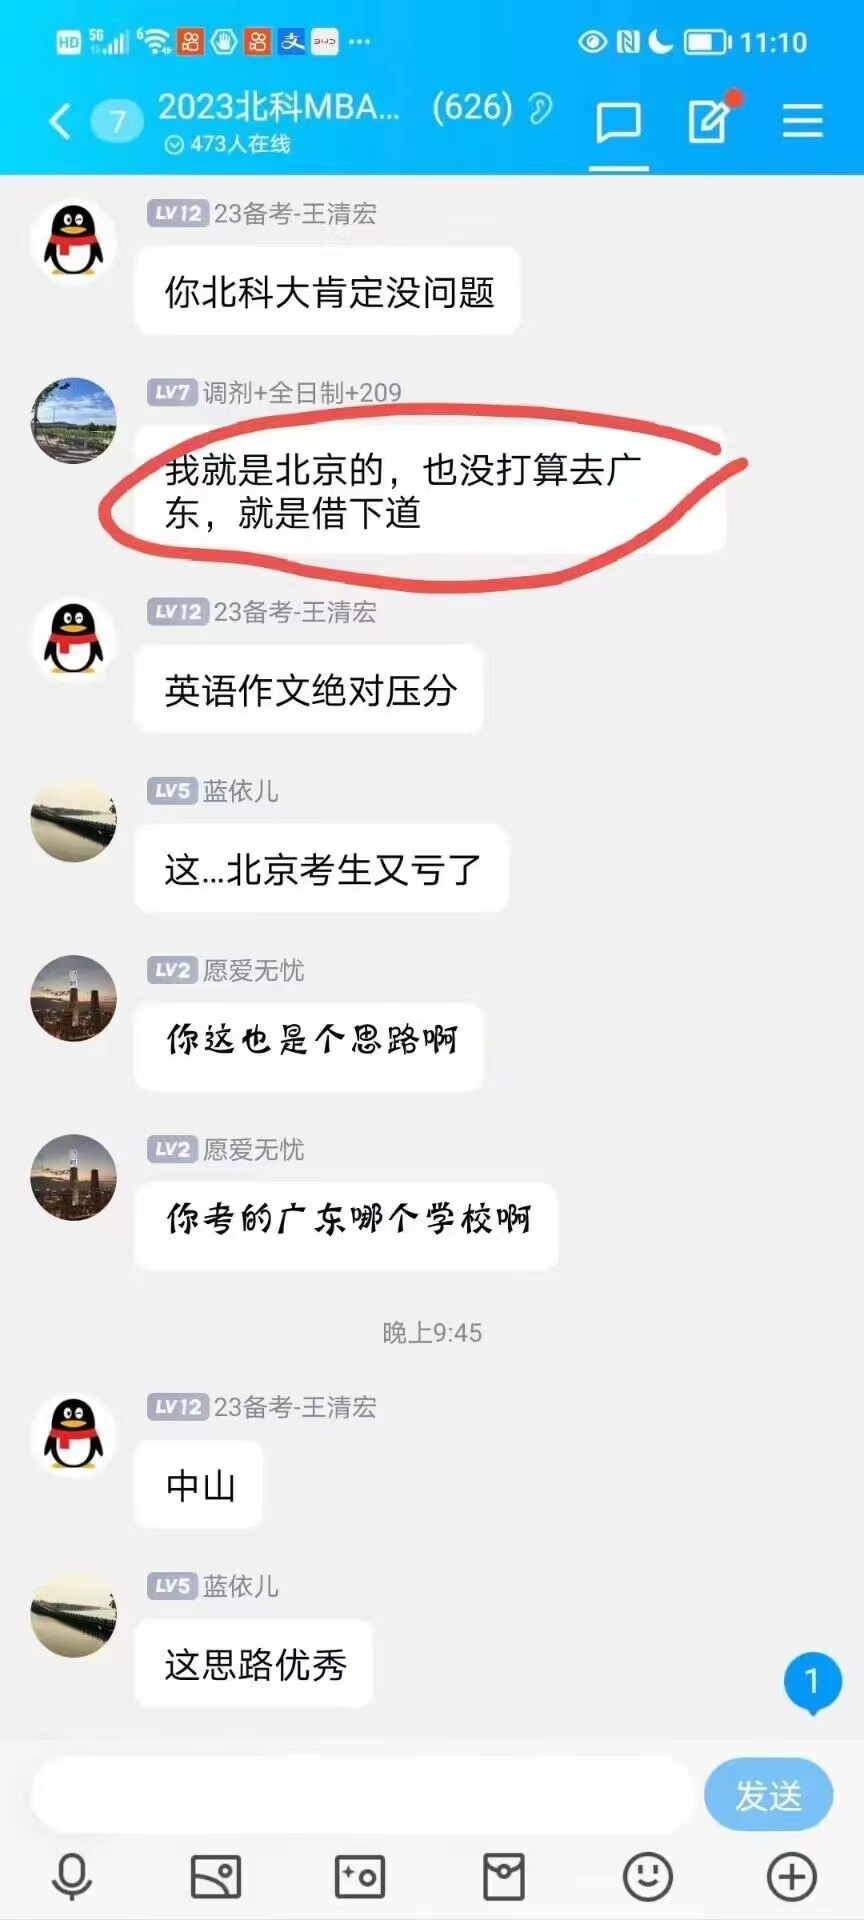 HD 5G 6 支 BYD ... 11:10
7 2023北科MBA... (626)
473人在线
LV12 23备考-王清宏
你北科大肯定没问题
LV7 调剂+全日制+209
我就是北京的，也没打算去广
东，就是借下道
LV12 23备考-王清宏
英语作文绝对压分
LV5 蓝依儿
这...北京考生又亏了
LV2 愿爱无忧
你这也是个思路啊
LV2 愿爱无忧
你考的广东哪个学校啊
晚上9:45
LV12 23备考-王清宏
中山
LV5 蓝依儿
这思路优秀
1
发送